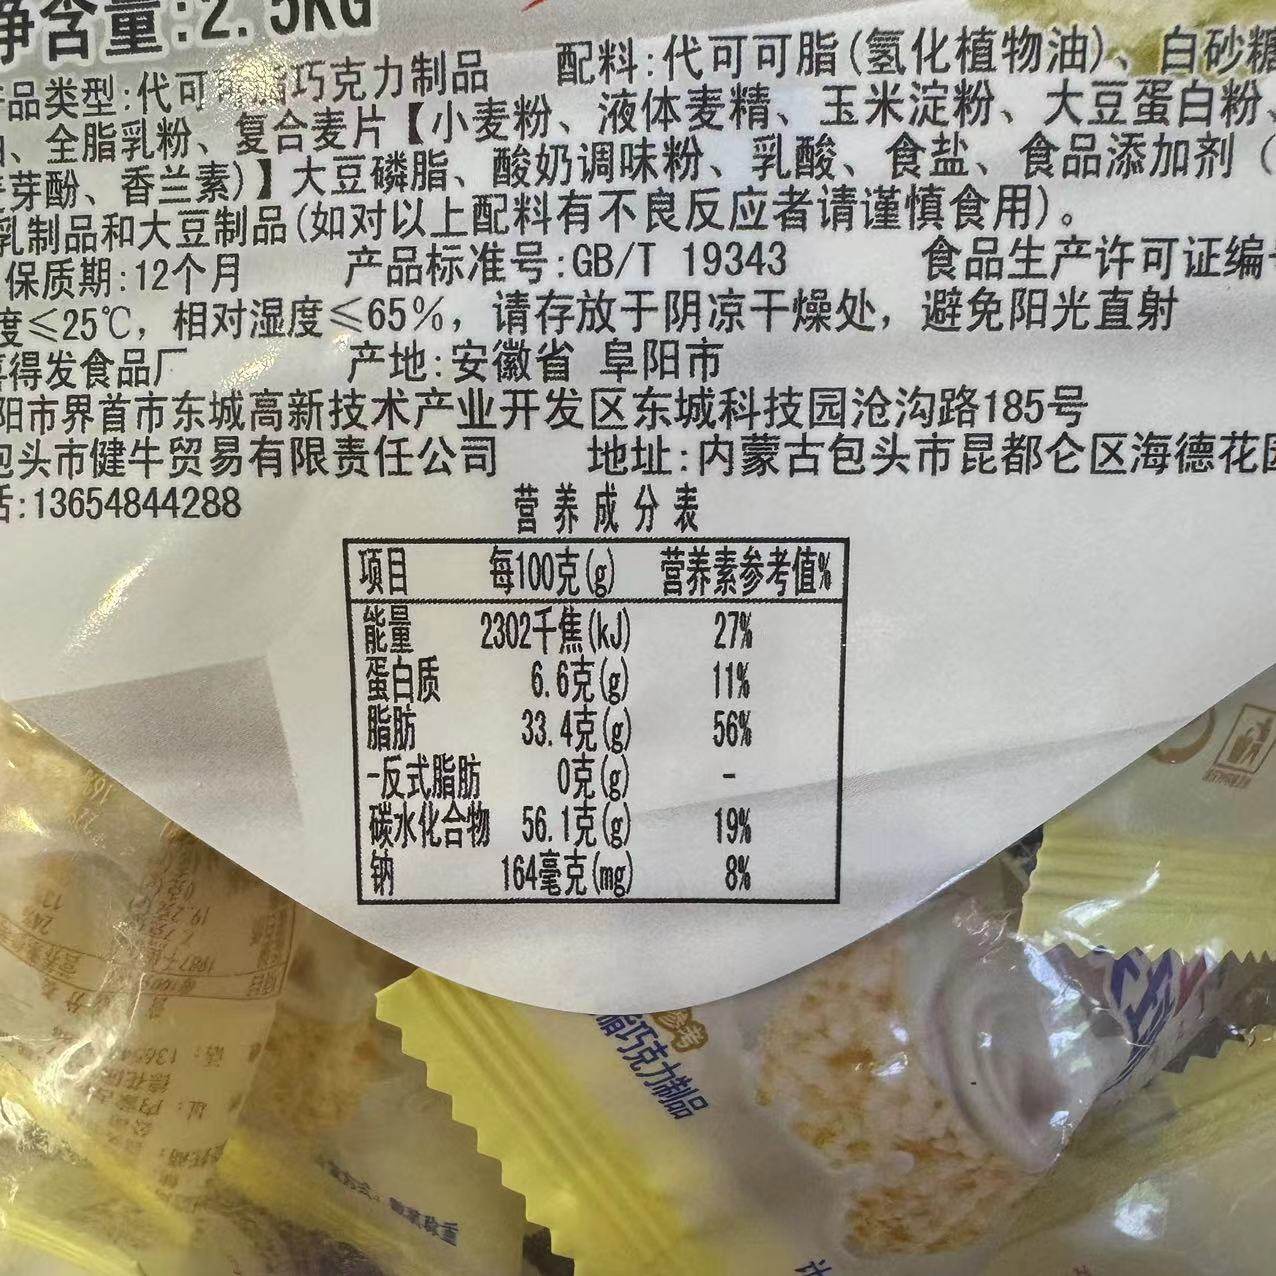 净含量:2.5KG
品类型:代可 脂巧克力制品 配料:代可可脂(氢化植物油)、白砂糖
、全脂乳粉、复合麦片【小麦粉、液体麦精、玉米淀粉、大豆蛋白粉、
芽酚、香兰素)】大豆磷脂、酸奶调味粉、乳酸、食盐、食品添加剂(
乳制品和大豆制品(如对以上配料有不良反应者请谨慎食用)。
保质期:12个月 产品标准号:GB/T 19343 食品生产许可证编
度≤25℃,相对湿度≤65%,请存放于阴凉干燥处,避免阳光直射
得发食品厂 产地:安徽省 阜阳市
阳市界首市东城高新技术产业开发区东城科技园沧沟路185号
包头市健牛贸易有限责任公司 地址:内蒙古包头市昆都仑区海德花园
话:13654844288
营养成分表
项目 每100克(g) 营养素参考值%
能量 2302千焦(kJ) 27%
蛋白质 6.6克(g) 11%
脂肪 33.4克(g) 56%
-反式脂肪 0克(g) -
碳水化合物 56.1克(g) 19%
钠 164毫克(mg) 8%
脂巧克力制品